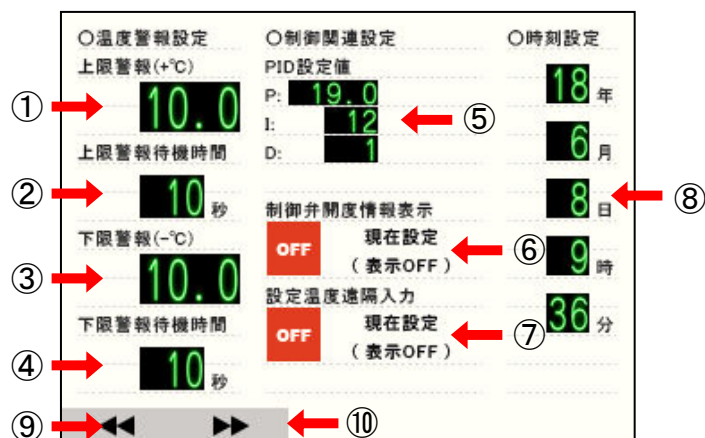 〇温度警報設定
上限警報(+℃)
① 10.0
上限警報待機時間
② 10 秒
下限警報(-℃)
③ 10.0
下限警報待機時間
④ 10 秒
〇制御関連設定
PID設定値
P: 19.0
I: 12 ⑤
D: 1
制御弁開度情報表示
OFF 現在設定 ⑥
(表示OFF)
設定温度遠隔入力
OFF 現在設定 ⑦
(表示OFF)
〇時刻設定
18 年
6 月
8 日 ⑧
9 時
36 分
⑨ ◀◀ ▶▶ ⑩